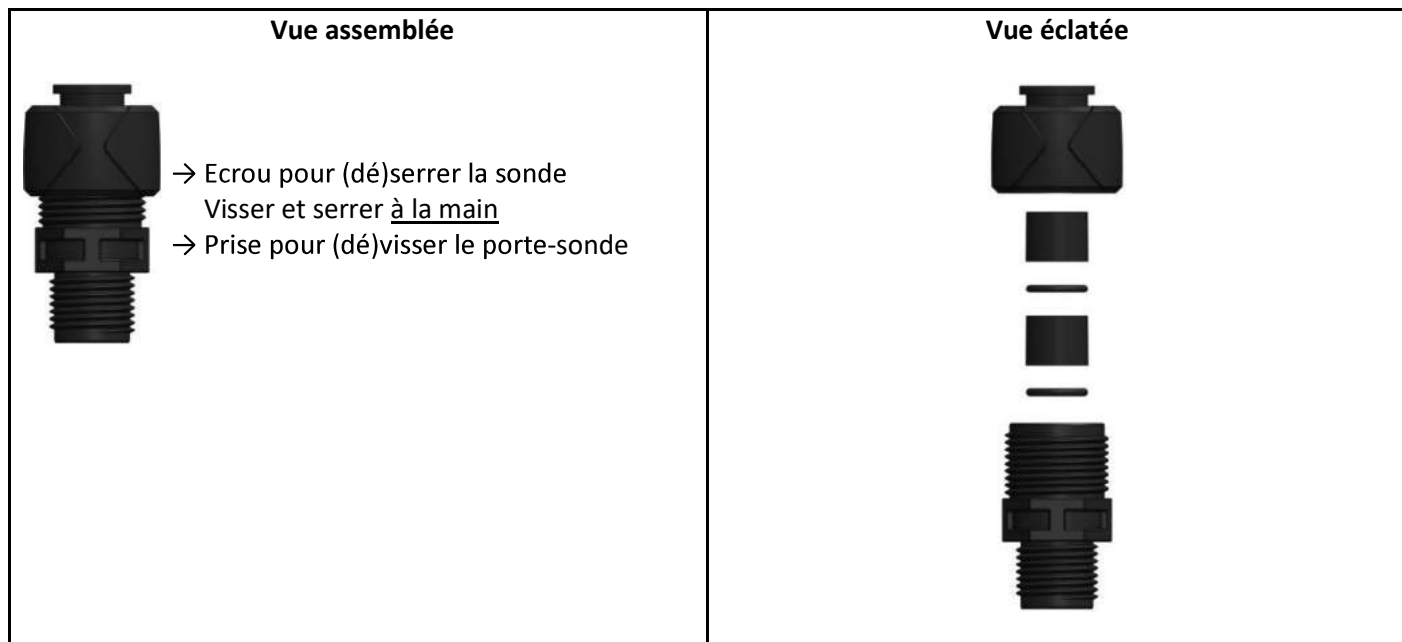 Vue assemblée
→ Ecrou pour (dé)serrer la sonde
Visser et serrer à la main
→ Prise pour (dé)visser le porte-sonde
Vue éclatée